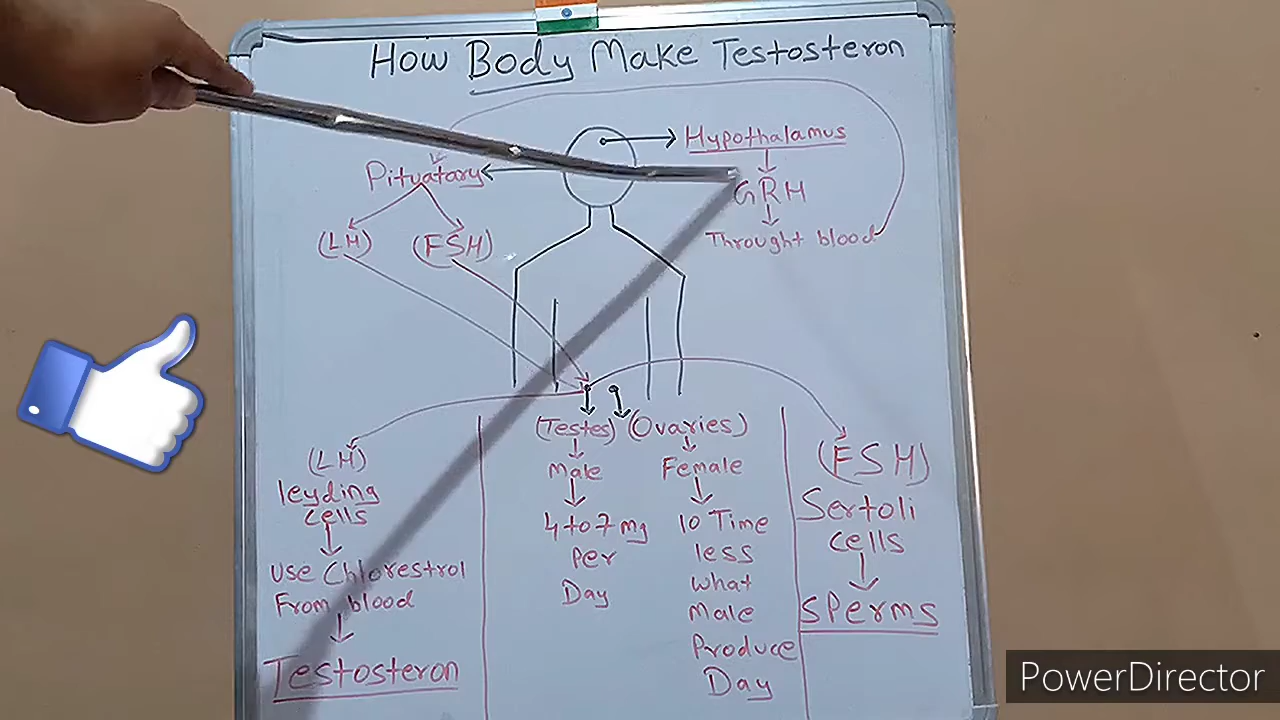 How Body Make Testosteron
Hypothalamus
GRH
Throught blood
Pituatary
(LH) (FSH)
(Testes) (Ovaries)
Male
4 to 7 mg
Per
Day
Female
10 Time
less
what
Male
Produce
Day
(LH)
leyding
cells
use Chlorestrol
From blood
Testosteron
(FSH)
Sertoli
cells
SPerms
PowerDirector